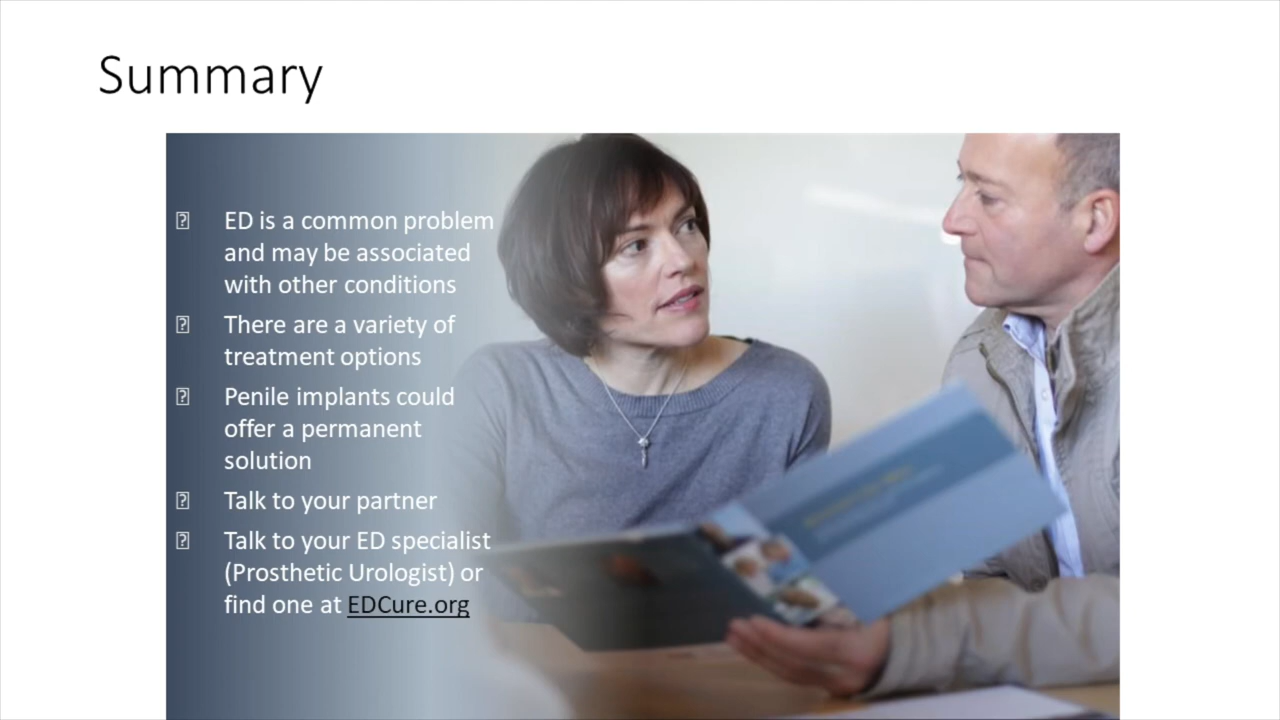 Summary
ED is a common problem
and may be associated
with other conditions
There are a variety of
treatment options
Penile implants could
offer a permanent
solution
Talk to your partner
Talk to your ED specialist
(Prosthetic Urologist) or
find one at EDCure.org